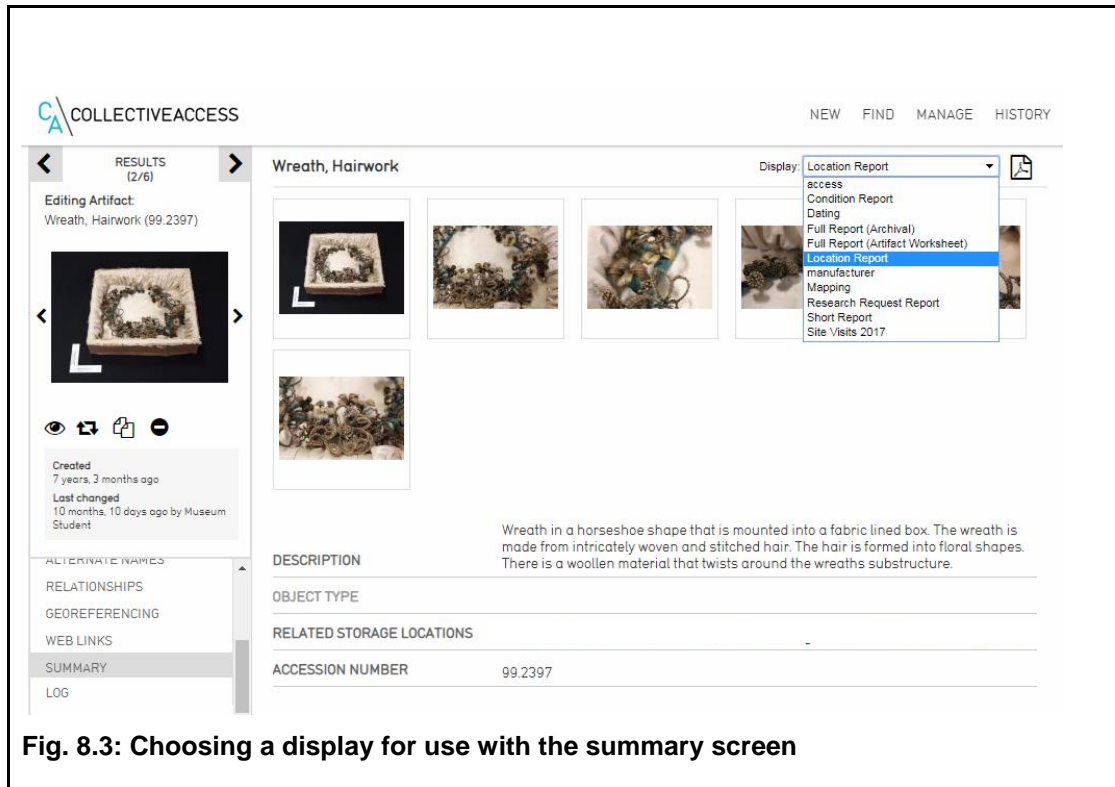 CA COLLECTIVEACCESS
NEW FIND MANAGE HISTORY
RESULTS
(2/6)
Editing Artifact:
Wreath, Hairwork (99.2397)
Created
7 years, 3 months ago
Last changed
10 months, 10 days ago by Museum
Student
ALTERNATE NAMES
RELATIONSHIPS
GEOREFERENCING
WEB LINKS
SUMMARY
LOG
Wreath, Hairwork
Display: Location Report
access
Condition Report
Dating
Full Report (Archival)
Full Report (Artifact Worksheet)
Location Report
manufacturer
Mapping
Research Request Report
Short Report
Site Visits 2017
DESCRIPTION
Wreath in a horseshoe shape that is mounted into a fabric lined box. The wreath is
made from intricately woven and stitched hair. The hair is formed into floral shapes.
There is a woollen material that twists around the wreaths substructure.
OBJECT TYPE
RELATED STORAGE LOCATIONS
-
ACCESSION NUMBER
99.2397
Fig. 8.3: Choosing a display for use with the summary screen